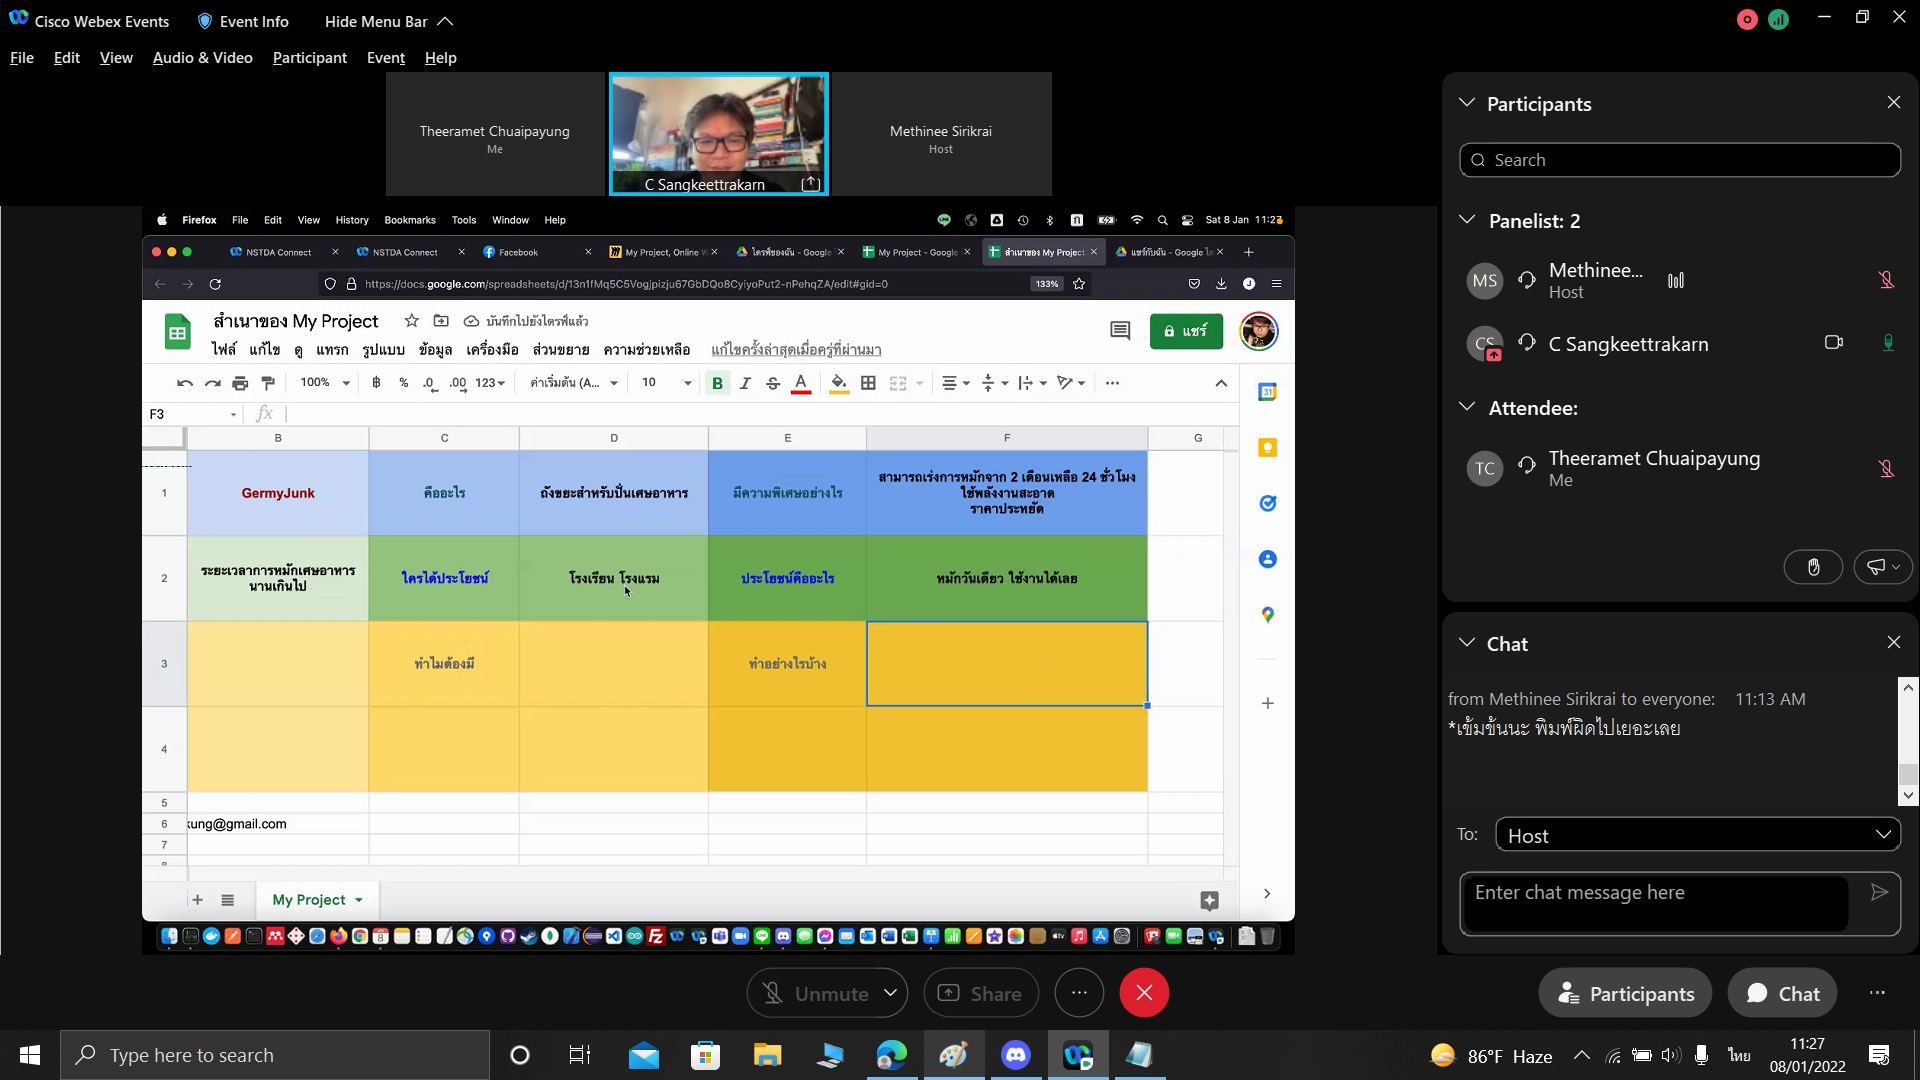 Cisco Webex Events
Event Info
Hide Menu Bar
File Edit View Audio & Video Participant Event Help
Theeramet Chuaipayung
Me
C Sangkeettrakarn
Methinee Sirikrai
Host
Firefox File Edit View History Bookmarks Tools Window Help
Sat 8 Jan 11:27
NSTDA Connect
NSTDA Connect
Facebook
My Project, Online W
ไดรฟ์ของฉัน - Google
My Project - Google
สำเนาของ My Project
แชร์กับฉัน - Google ไ
https://docs.google.com/spreadsheets/d/13n1fMq5C5Vogjpizju67GbDQo8CyiyoPut2-nPehqZA/edit#gid=0
133%
สำเนาของ My Project
บันทึกไปยังไดรฟ์แล้ว
ไฟล์ แก้ไข ดู แทรก รูปแบบ ข้อมูล เครื่องมือ ส่วนขยาย ความช่วยเหลือ
แก้ไขครั้งล่าสุดเมื่อครู่ที่ผ่านมา
แชร์
100% ฿ % .0 .00 123 ค่าเริ่มต้น (A... 10 B I S A
F3
fx
B C D E F G
1
GermyJunk
คืออะไร
ถังขยะสำหรับปั่นเศษอาหาร
มีความพิเศษอย่างไร
สามารถเร่งการหมักจาก 2 เดือนเหลือ 24 ชั่วโมง
ใช้พลังงานสะอาด
ราคาประหยัด
2
ระยะเวลาการหมักเศษอาหาร
นานเกินไป
ใครได้ประโยชน์
โรงเรียน โรงแรม
ประโยชน์คืออะไร
หมักวันเดียว ใช้งานได้เลย
3
ทำไมต้องมี
ทำอย่างไรบ้าง
4
5
6
kung@gmail.com
7
8
My Project
Participants
Search
Panelist: 2
MS
Methinee...
Host
CS
C Sangkeettrakarn
Attendee:
TC
Theeramet Chuaipayung
Me
Chat
from Methinee Sirikrai to everyone: 11:13 AM
*เข้มข้นนะ พิมพ์ผิดไปเยอะเลย
To:
Host
Enter chat message here
Unmute
Share
Participants
Chat
Type here to search
86°F Haze
ไทย
11:27
08/01/2022